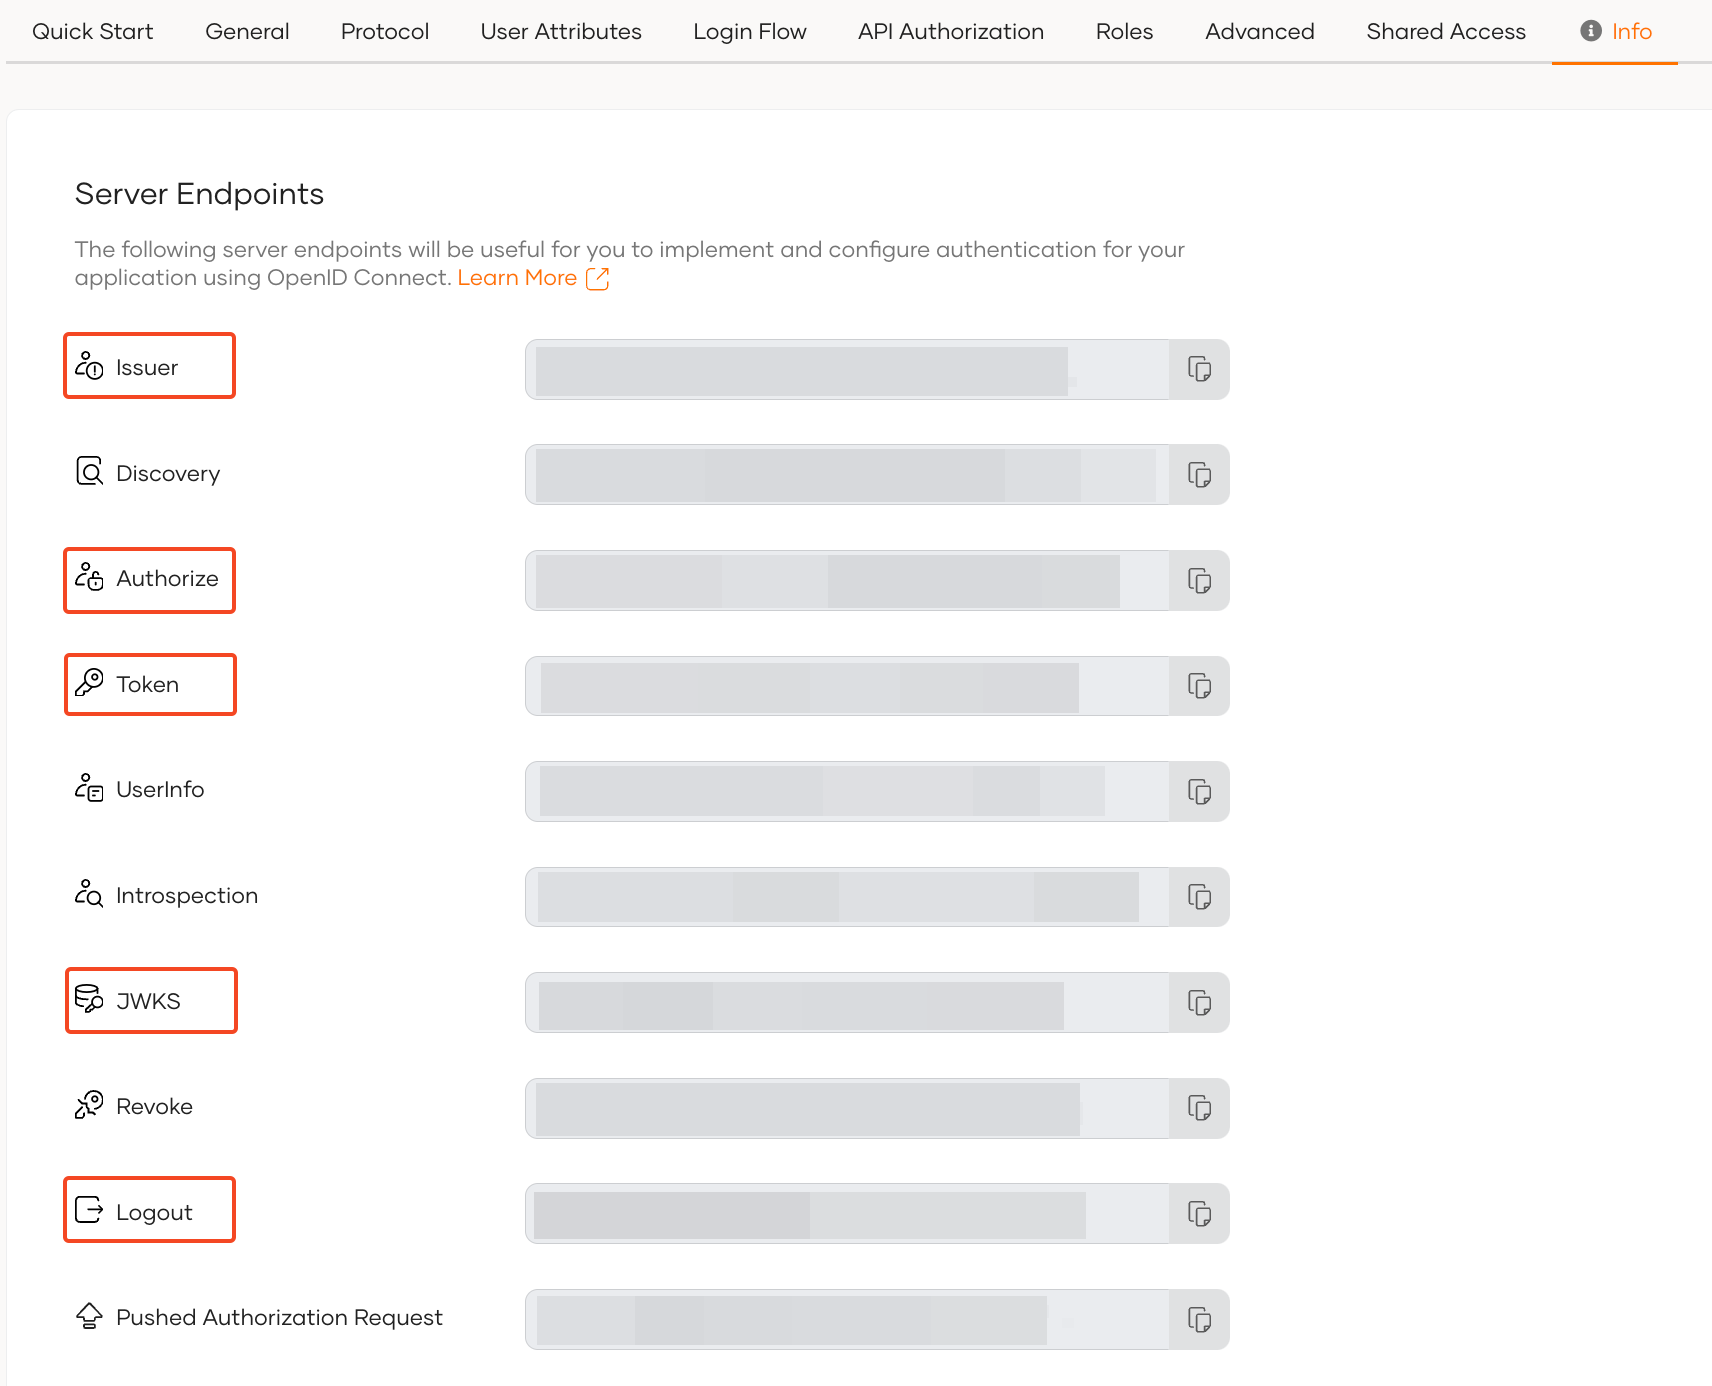 Quick Start General Protocol User Attributes Login Flow API Authorization Roles Advanced Shared Access Info
Server Endpoints
The following server endpoints will be useful for you to implement and configure authentication for your
application using OpenID Connect. Learn More
Issuer
Discovery
Authorize
Token
UserInfo
Introspection
JWKS
Revoke
Logout
Pushed Authorization Request